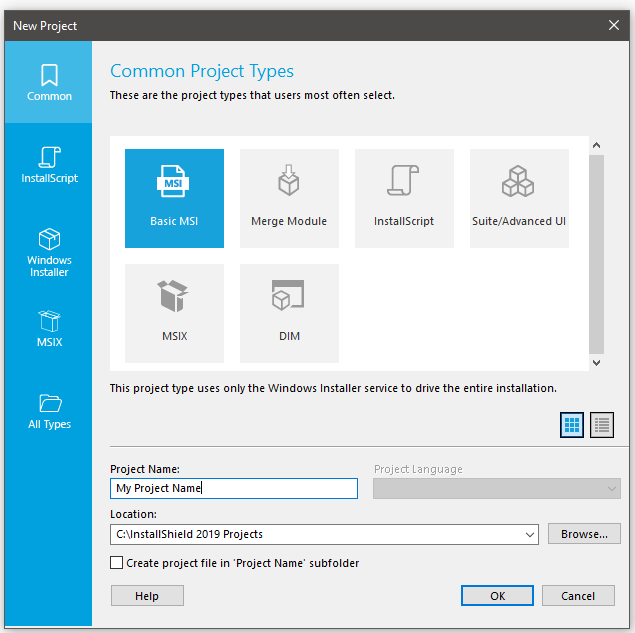 New Project
Common
InstallScript
Windows
Installer
MSIX
All Types
Common Project Types
These are the project types that users most often select.
MSI
Basic MSI
Merge Module
InstallScript
Suite/Advanced UI
MSIX
DIM
This project type uses only the Windows Installer service to drive the entire installation.
Project Name:
Project Language
My Project Name
Location:
C:\InstallShield 2019 Projects
Browse...
Create project file in 'Project Name' subfolder
Help
OK
Cancel